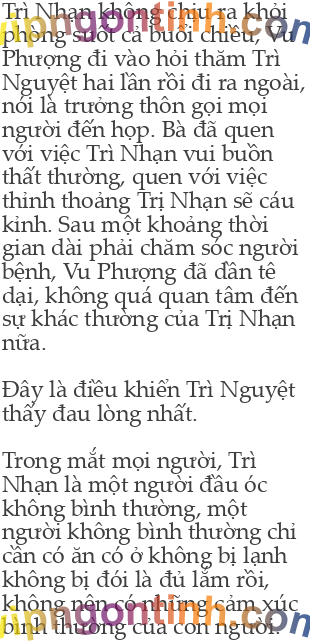 Trì Nhạn không chịu ra khỏi
phòng suốt cả buổi chiều, Vu
Phượng đi vào hỏi thăm Trì
Nguyệt hai lần rồi đi ra ngoài,
nói là trưởng thôn gọi mọi
người đến họp. Bà đã quen
với việc Trì Nhạn vui buồn
thất thường, quen với việc
thỉnh thoảng Trị Nhạn sẽ cáu
kỉnh. Sau một khoảng thời
gian dài phải chăm sóc người
bệnh, Vu Phượng đã dần tê
dại, không quá quan tâm đến
sự khác thường của Trị Nhạn
nữa.
Đây là điều khiển Trì Nguyệt
thấy đau lòng nhất.
Trong mắt mọi người, Trì
Nhạn là một người đầu óc
không bình thường, một
người không bình thường chỉ
cần có ăn có ở không bị lạnh
không bị đói là đủ lắm rồi,
không nên có những cảm xúc
bình thường của con người.